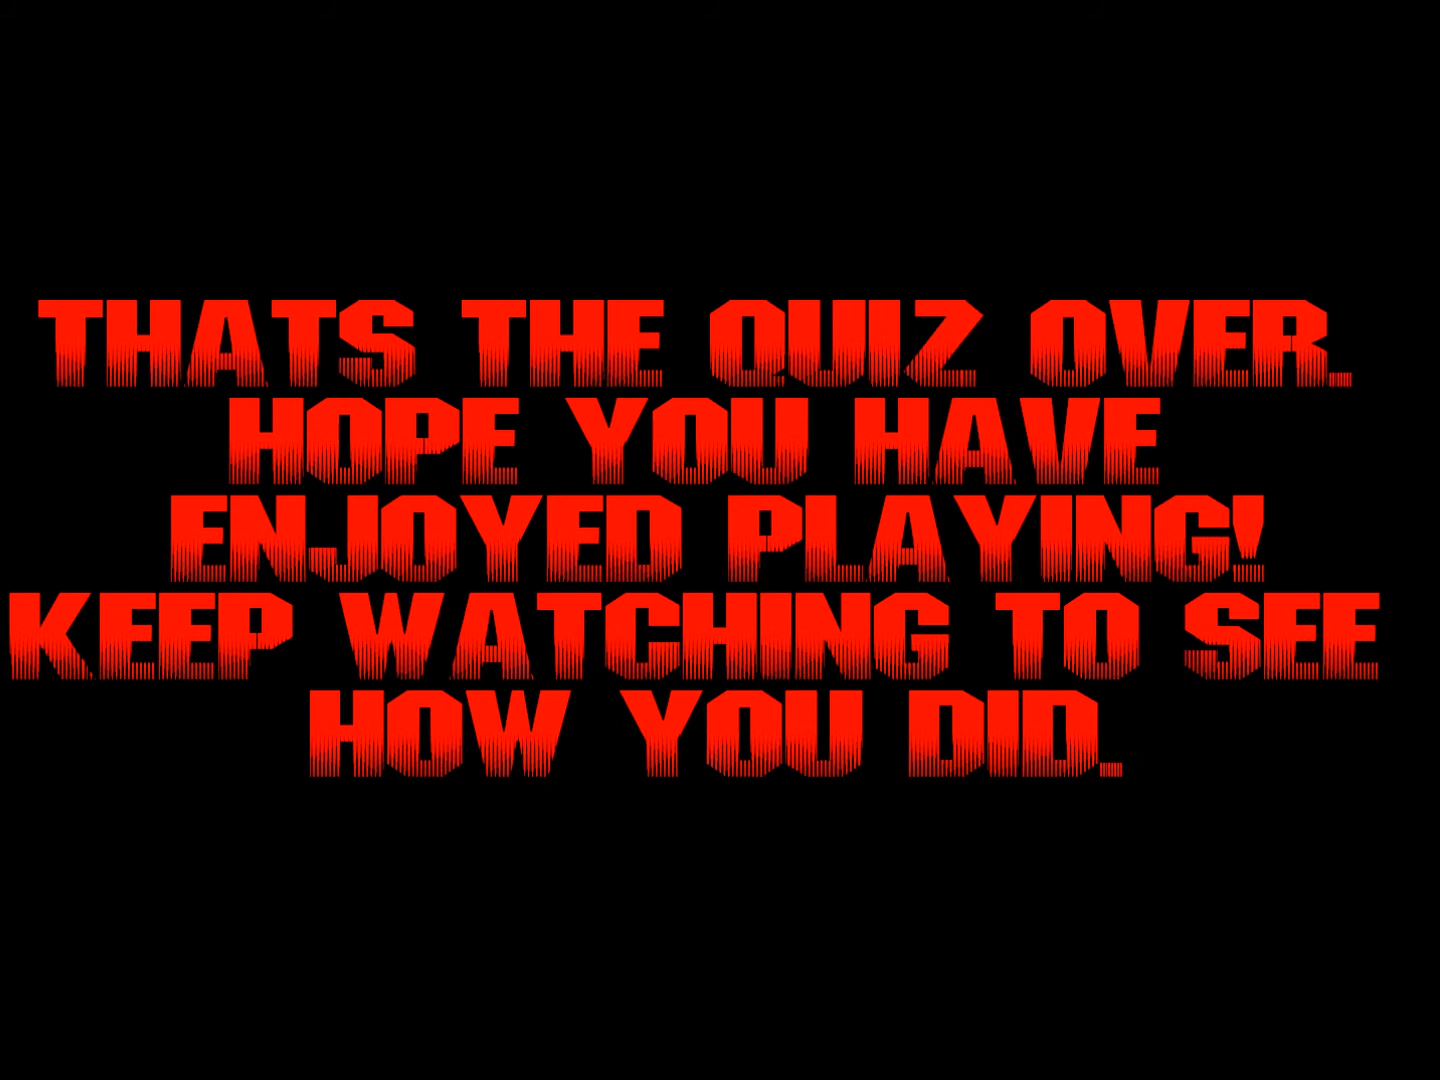 THATS THE QUIZ OVER.
HOPE YOU HAVE
ENJOYED PLAYING!
KEEP WATCHING TO SEE
HOW YOU DID.